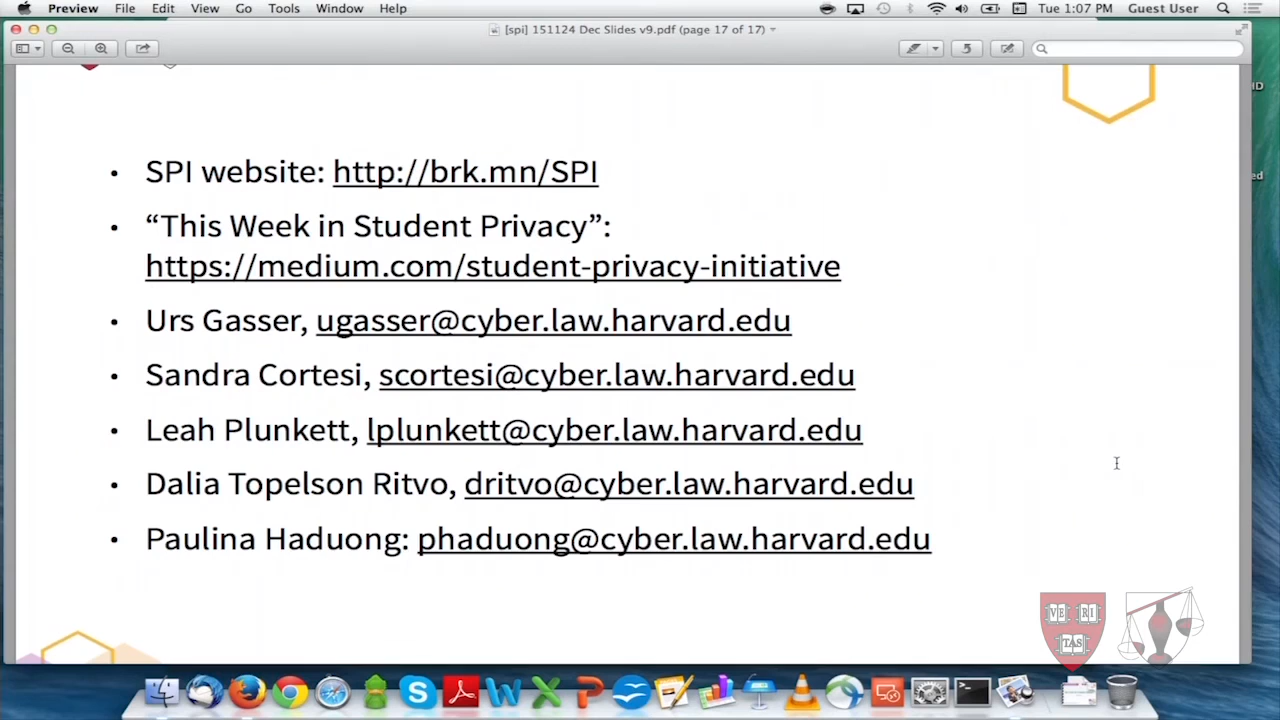 Preview File Edit View Go Tools Window Help Tue 1:07 PM Guest User
[spi] 151124 Dec Slides v9.pdf (page 17 of 17)
• SPI website: http://brk.mn/SPI
• “This Week in Student Privacy”:
https://medium.com/student-privacy-initiative
• Urs Gasser, ugasser@cyber.law.harvard.edu
• Sandra Cortesi, scortesi@cyber.law.harvard.edu
• Leah Plunkett, lplunkett@cyber.law.harvard.edu
• Dalia Topelson Ritvo, dritvo@cyber.law.harvard.edu
• Paulina Haduong: phaduong@cyber.law.harvard.edu
VE RI
TAS